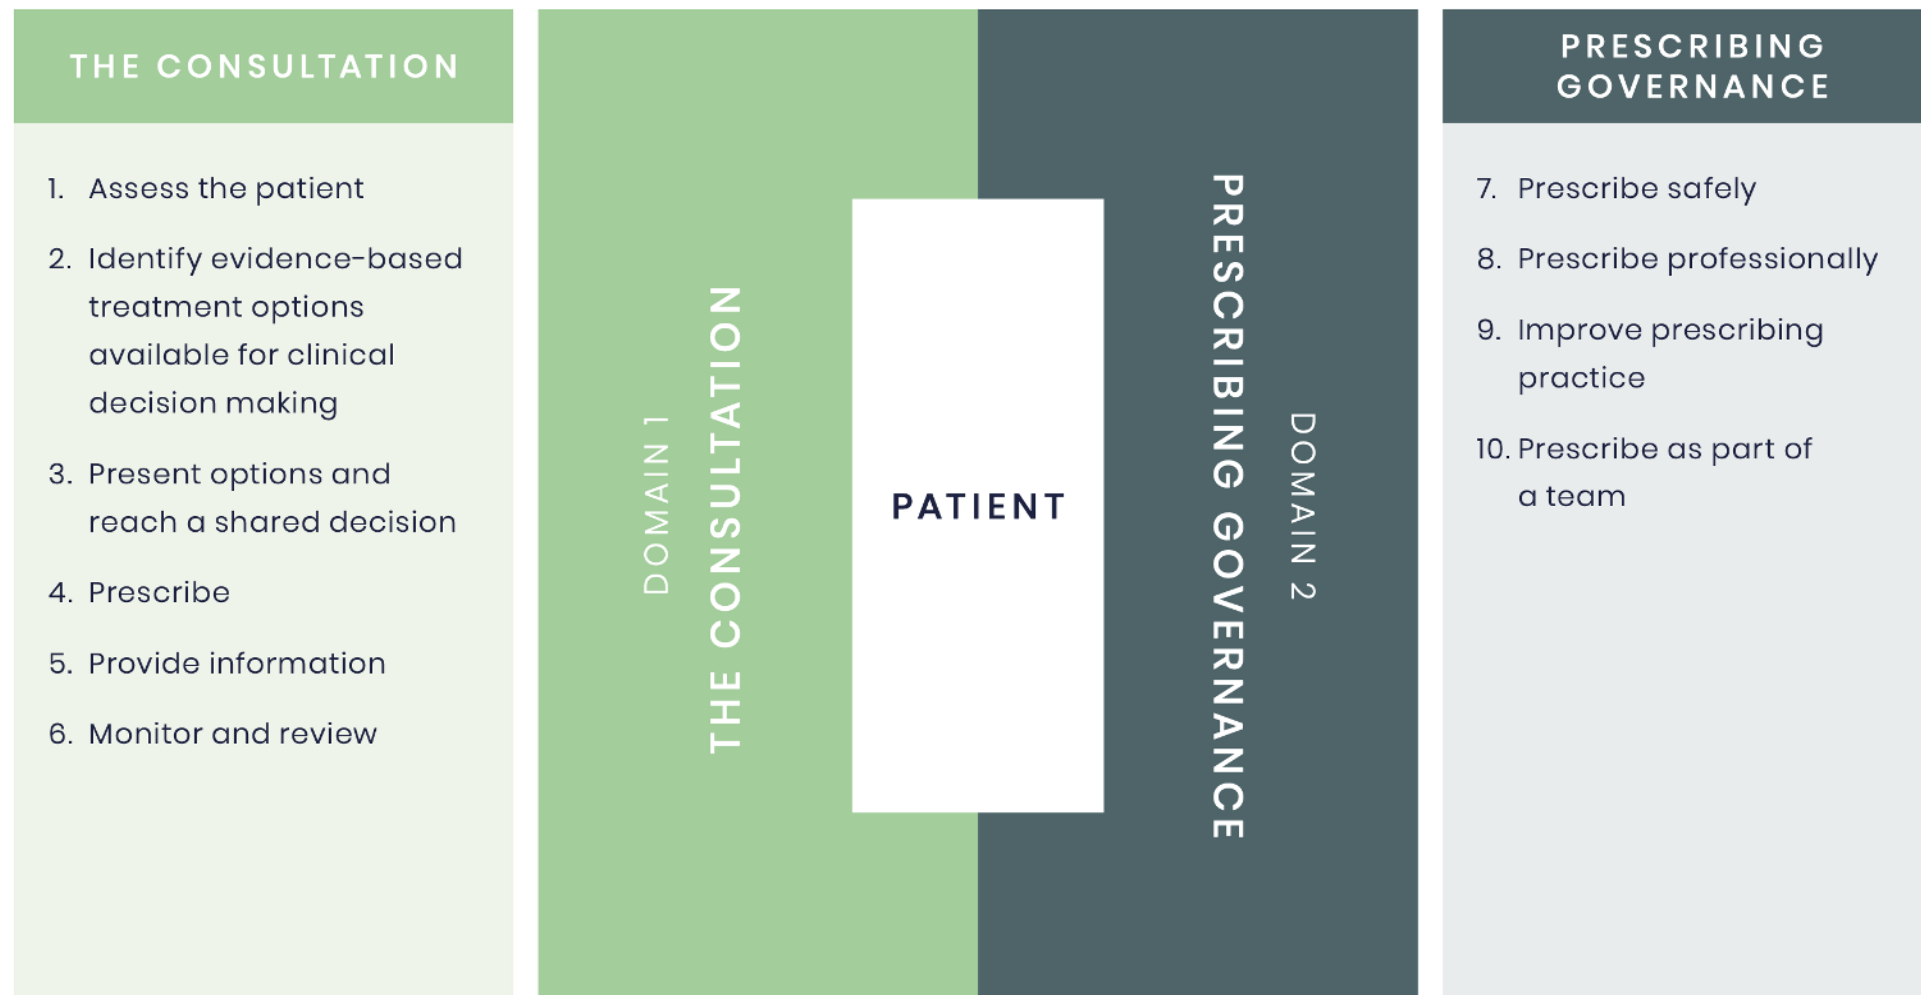 THE CONSULTATION
1. Assess the patient
2. Identify evidence-based
treatment options
available for clinical
decision making
3. Present options and
reach a shared decision
4. Prescribe
5. Provide information
6. Monitor and review
DOMAIN 1
THE CONSULTATION
PATIENT
PRESCRIBING GOVERNANCE
DOMAIN 2
PRESCRIBING
GOVERNANCE
7. Prescribe safely
8. Prescribe professionally
9. Improve prescribing
practice
10. Prescribe as part of
a team